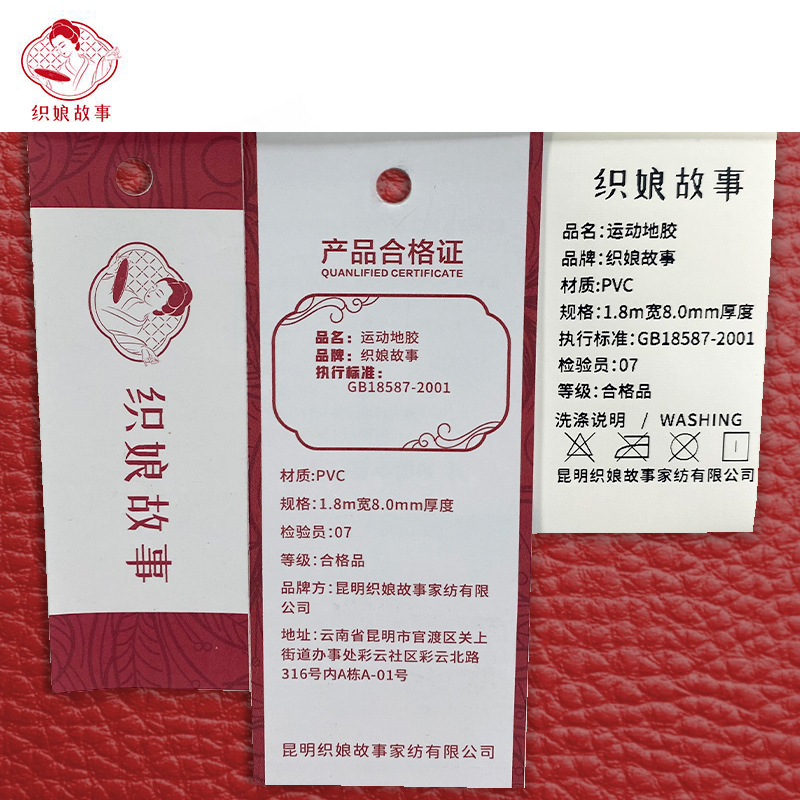 织娘故事
织娘故事
产品合格证
QUANLIFIED CERTIFICATE
品名：运动地胶
品牌：织娘故事
执行标准：
GB18587-2001
材质:PVC
规格：1.8m宽8.0mm厚度
检验员:07
等级:合格品
品牌方：昆明织娘故事家纺有限
公司
地址：云南省昆明市官渡区关上
街道办事处彩云社区彩云北路
316号内A栋A-01号
昆明织娘故事家纺有限公司
织娘故事
品名:运动地胶
品牌:织娘故事
材质:PVC
规格:1.8m宽8.0mm厚度
执行标准:GB18587-2001
检验员:07
等级:合格品
洗涤说明 / WASHING
昆明织娘故事家纺有限公司